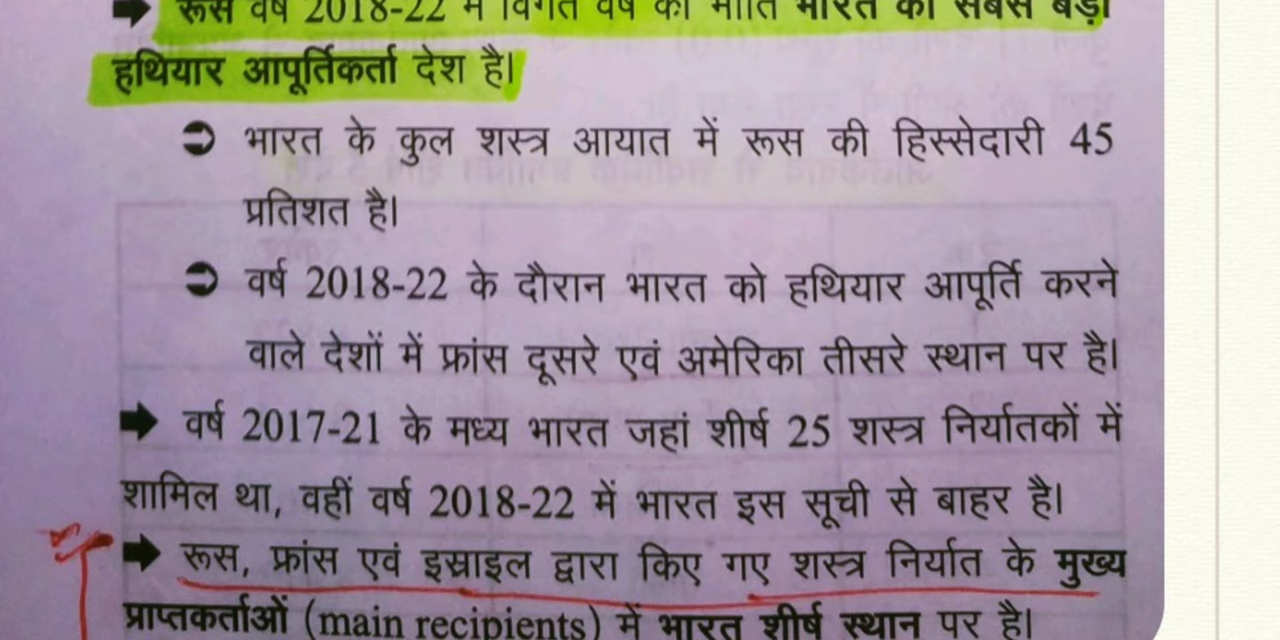 ➡ रूस वर्ष 2018-22 में विगत वर्ष की भांति भारत का सबसे बड़ा
हथियार आपूर्तिकर्ता देश है।
➲ भारत के कुल शस्त्र आयात में रूस की हिस्सेदारी 45
प्रतिशत है।
➲ वर्ष 2018-22 के दौरान भारत को हथियार आपूर्ति करने
वाले देशों में फ्रांस दूसरे एवं अमेरिका तीसरे स्थान पर है।
➡ वर्ष 2017-21 के मध्य भारत जहां शीर्ष 25 शस्त्र निर्यातकों में
शामिल था, वहीं वर्ष 2018-22 में भारत इस सूची से बाहर है।
➡ रूस, फ्रांस एवं इस्राइल द्वारा किए गए शस्त्र निर्यात के मुख्य
प्राप्तकर्ताओं (main recipients) में भारत शीर्ष स्थान पर है।